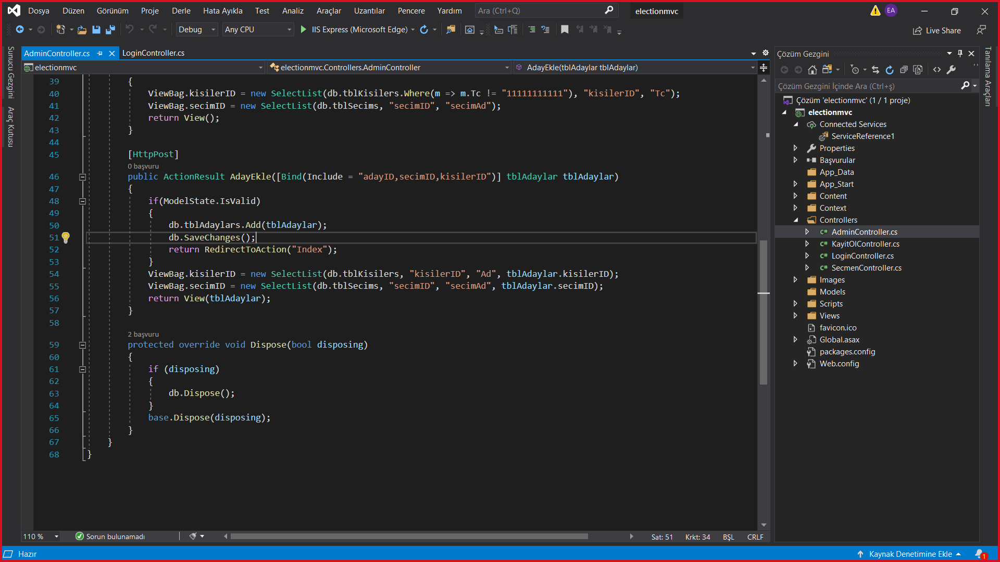 Dosya Düzen Görünüm Proje Derle Hata Ayıkla Test Analiz Araçlar Uzantılar Pencere Yardım Ara (Ctrl+Q) electionmvc EA
Debug Any CPU IIS Express (Microsoft Edge) Live Share
Sunucu Gezgini
Araç Kutusu
AdminController.cs LoginController.cs
electionmvc electionmvc.Controllers.AdminController AdayEkle(tblAdaylar tblAdaylar)
39 {
40 ViewBag.kisilerID = new SelectList(db.tblKisilers.Where(m => m.Tc != "11111111111"), "kisilerID", "Tc");
41 ViewBag.secimID = new SelectList(db.tblSecims, "secimID", "secimAd");
42 return View();
43 }
44
45 [HttpPost]
0 başvuru
46 public ActionResult AdayEkle([Bind(Include = "adayID,secimID,kisilerID")] tblAdaylar tblAdaylar)
47 {
48 if(ModelState.IsValid)
49 {
50 db.tblAdaylars.Add(tblAdaylar);
51 db.SaveChanges();
52 return RedirectToAction("Index");
53 }
54 ViewBag.kisilerID = new SelectList(db.tblKisilers, "kisilerID", "Ad", tblAdaylar.kisilerID);
55 ViewBag.secimID = new SelectList(db.tblSecims, "secimID", "secimAd", tblAdaylar.secimID);
56 return View(tblAdaylar);
57 }
58
2 başvuru
59 protected override void Dispose(bool disposing)
60 {
61 if (disposing)
62 {
63 db.Dispose();
64 }
65 base.Dispose(disposing);
66 }
67 }
68 }
110 % Sorun bulunamadı Sat: 51 Krkt: 34 BŞL CRLF
Çözüm Gezgini
Çözüm Gezgini İçinde Ara (Ctrl+ş)
Çözüm 'electionmvc' (1 / 1 proje)
electionmvc
Connected Services
ServiceReference1
Properties
Başvurular
App_Data
App_Start
Content
Context
Controllers
C# AdminController.cs
C# KayitOlController.cs
C# LoginController.cs
C# SecmenController.cs
Images
Models
Scripts
Views
favicon.ico
Global.asax
packages.config
Web.config
Tanılama Araçları
Hazır Kaynak Denetimine Ekle 1